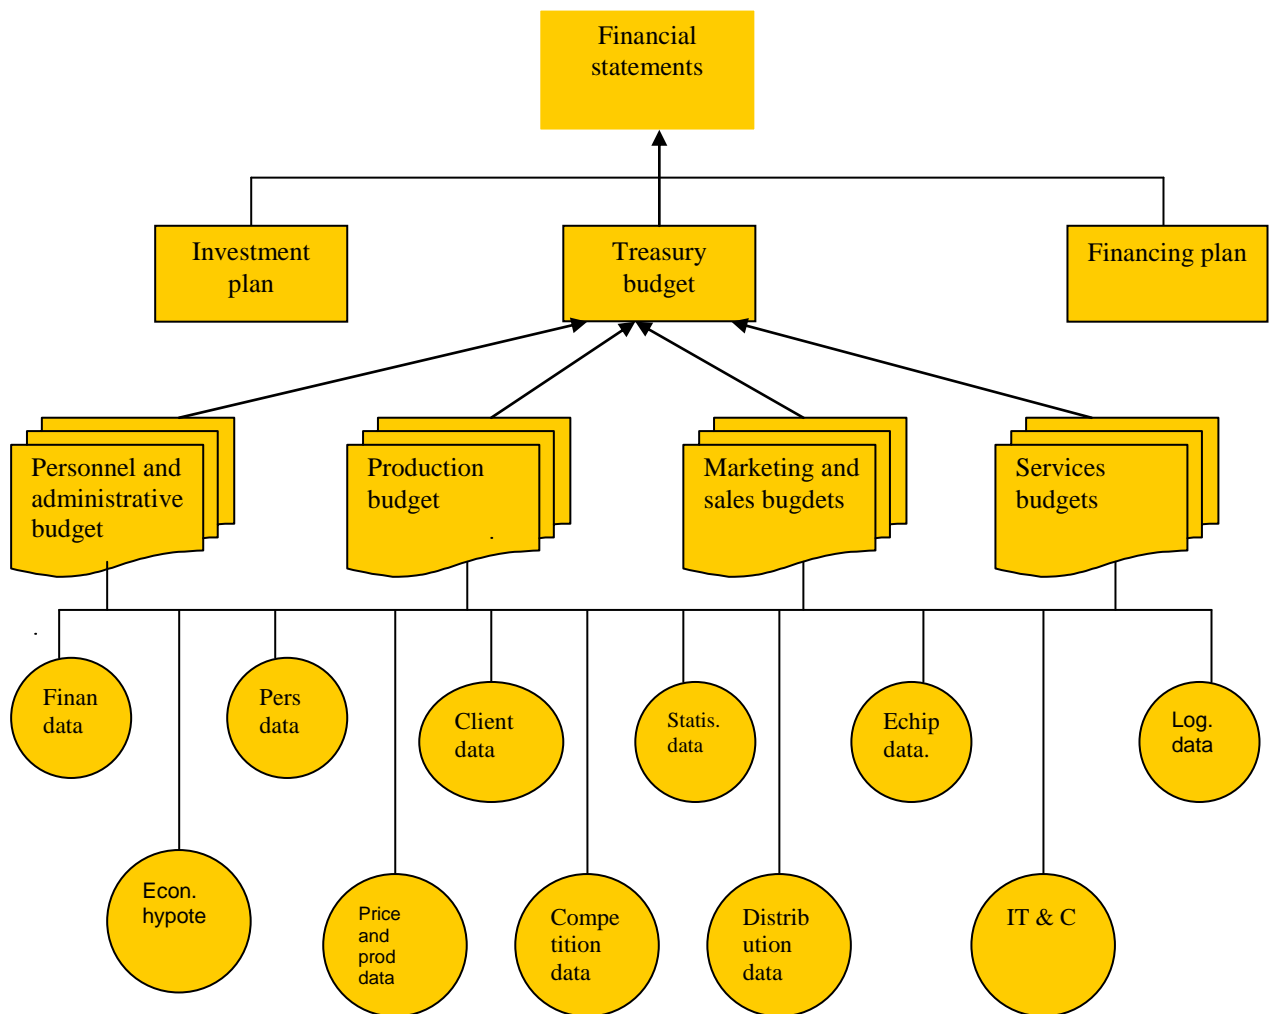 Financial
statements
Investment
plan
Treasury
budget
Financing plan
Personnel and
administrative
budget
Production
budget
Marketing and
sales bugdets
Services
budgets
Finan
data
Pers
data
Client
data
Statis.
data
Echip
data.
Log.
data
Econ.
hypote
Price
and
prod
data
Compe
tition
data
Distrib
ution
data
IT & C